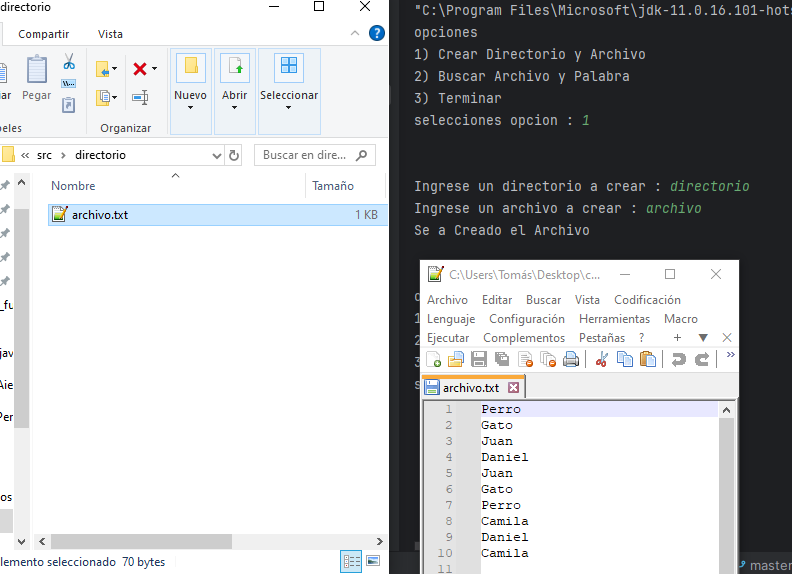 directorio
Compartir
Vista
Pegar
Nuevo
Abrir
Seleccionar
Organizar
« src > directorio
Buscar en dire...
Nombre
Tamaño
archivo.txt
1 KB
elemento seleccionado 70 bytes
"C:\Program Files\Microsoft\jdk-11.0.16.101-hots
opciones
1) Crear Directorio y Archivo
2) Buscar Archivo y Palabra
3) Terminar
selecciones opcion : 1
Ingrese un directorio a crear : directorio
Ingrese un archivo a crear : archivo
Se a Creado el Archivo
C:\Users\Tomás\Desktop\c...
Archivo Editar Buscar Vista Codificación
Lenguaje Configuración Herramientas Macro
Ejecutar Complementos Pestañas ? + ▼ X
archivo.txt
1 Perro
2 Gato
3 Juan
4 Daniel
5 Juan
6 Gato
7 Perro
8 Camila
9 Daniel
10 Camila
11
master